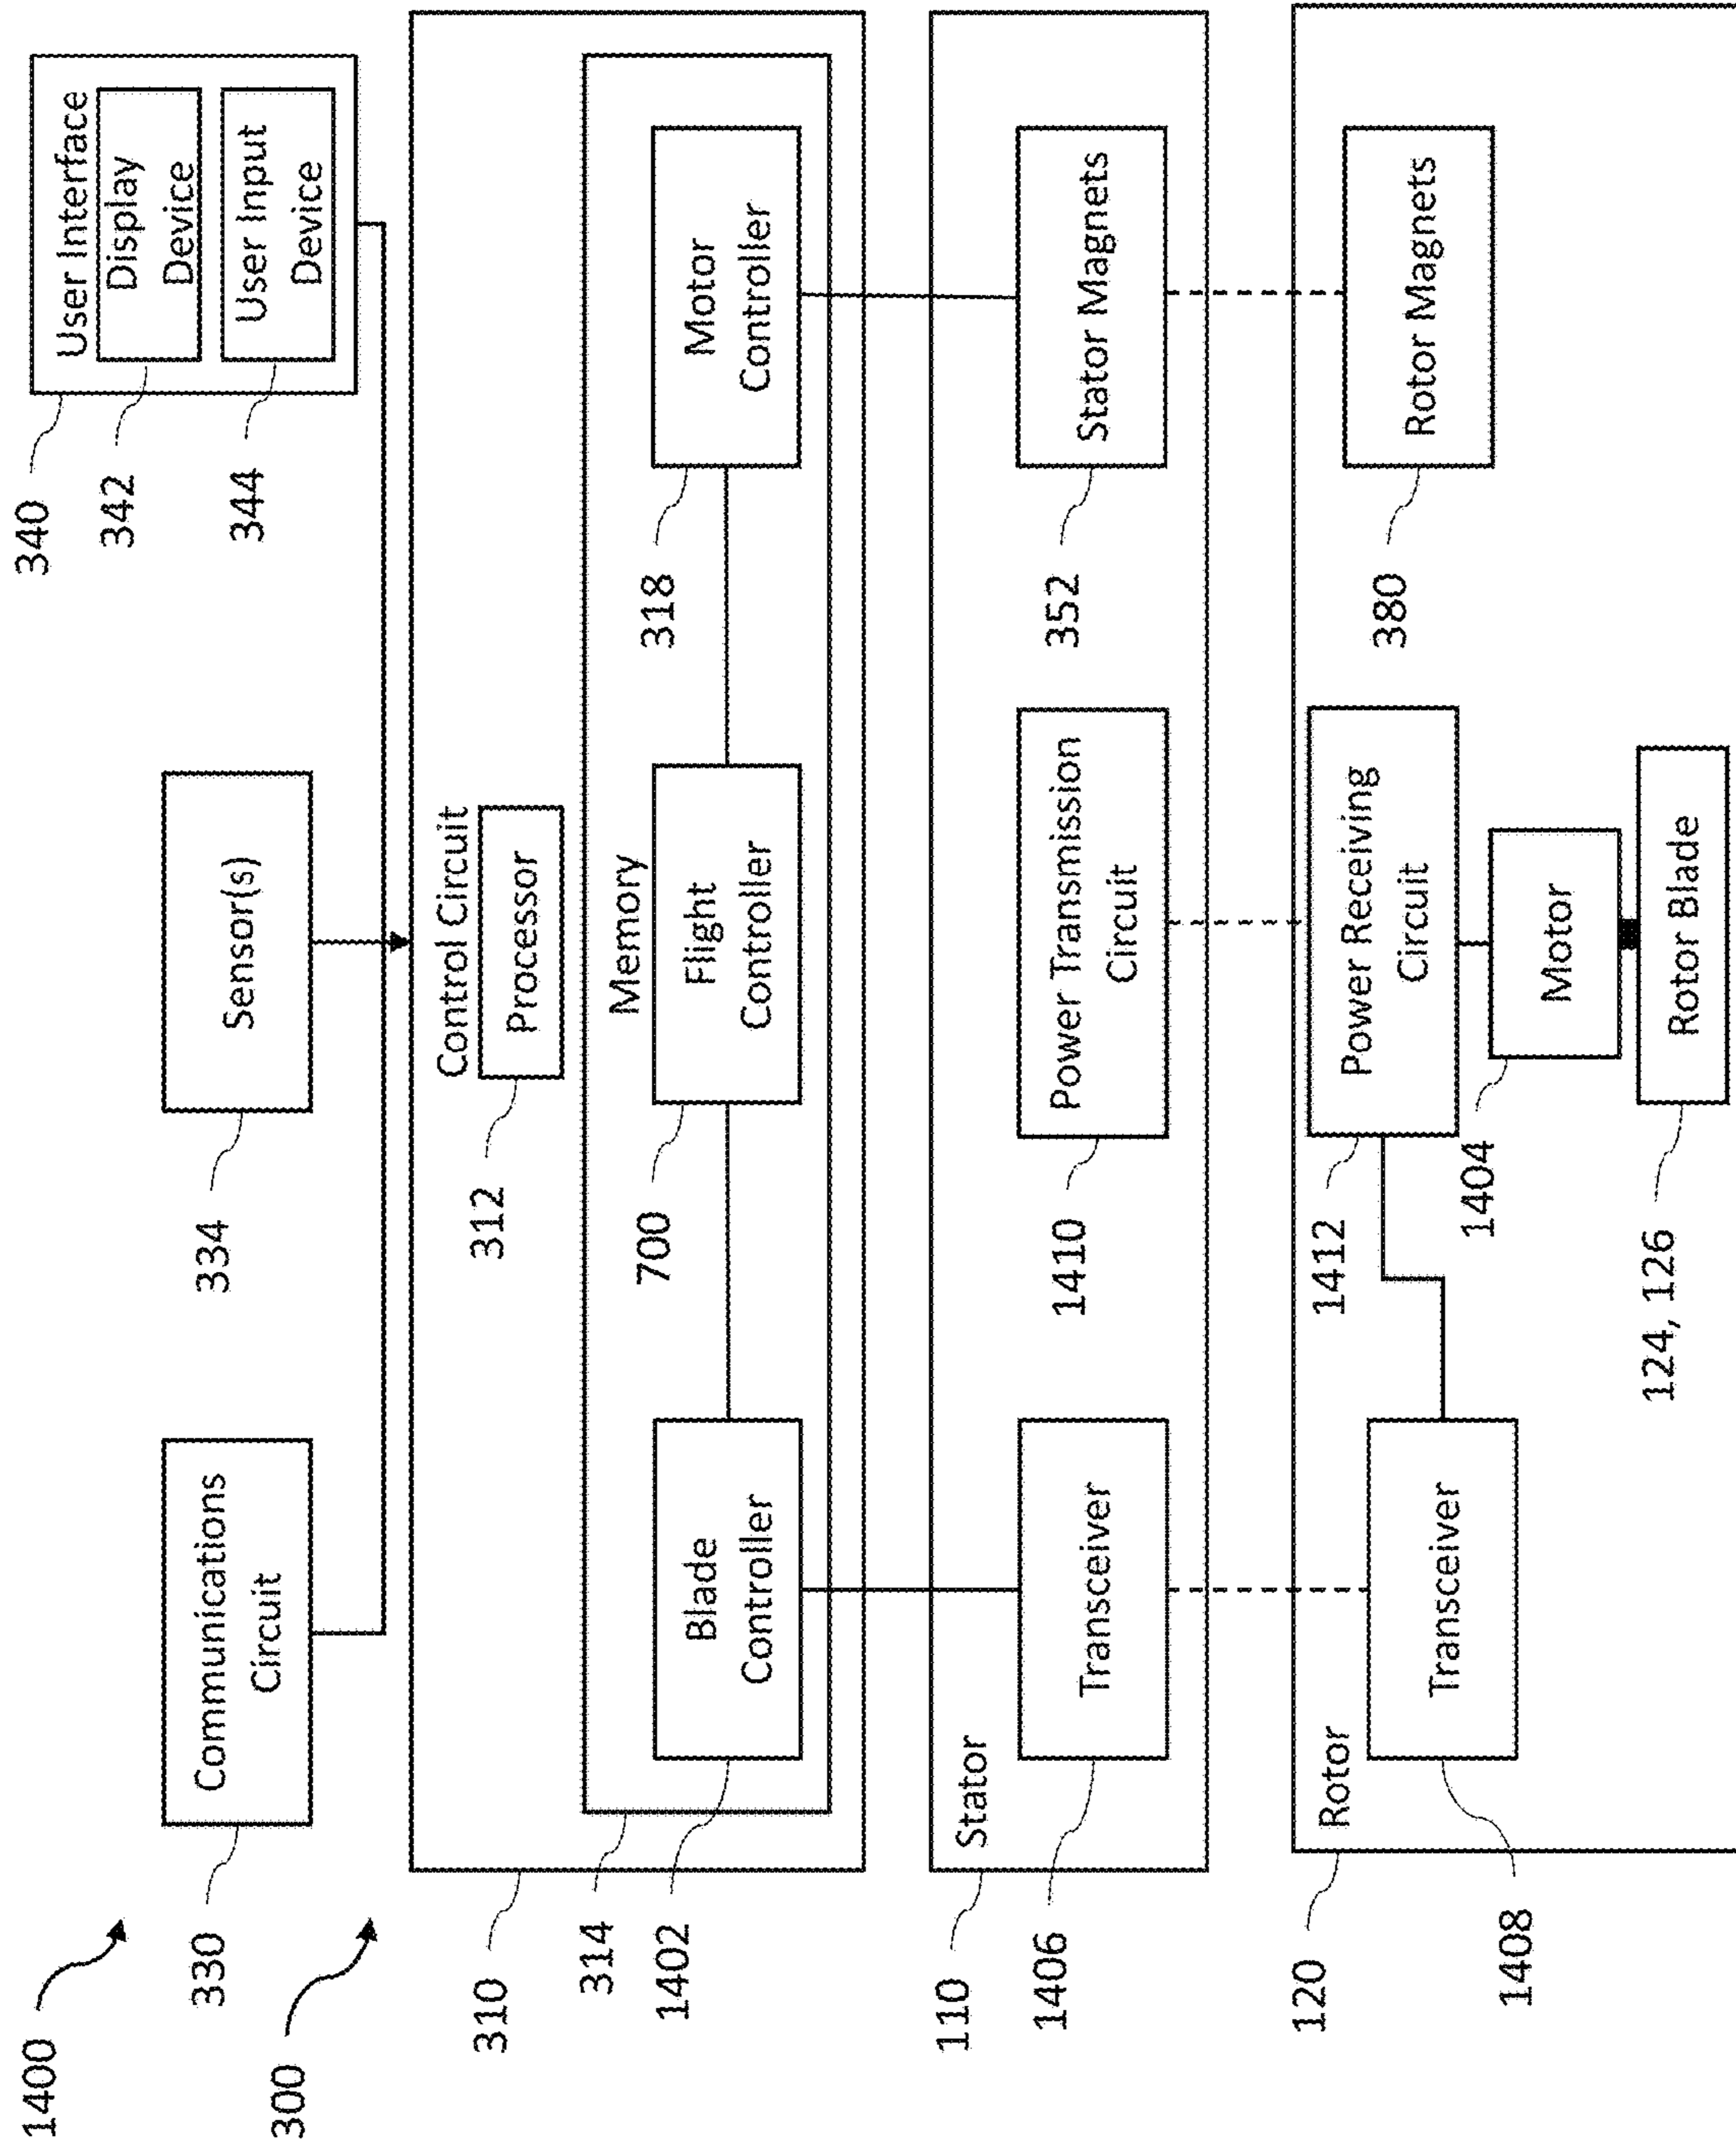 1400
300
Communications
Circuit
330
Sensor(s)
334
User Interface
340
Display
Device
342
User Input
Device
344
Control Circuit
310
Processor
312
Memory
314
Blade
Controller
1402
Flight
Controller
700
Motor
Controller
318
Stator
110
Transceiver
1406
Power Transmission
Circuit
1410
Stator Magnets
352
Rotor
120
Transceiver
1408
Power Receiving
Circuit
1412
Motor
1404
Rotor Blade
124, 126
Rotor Magnets
380